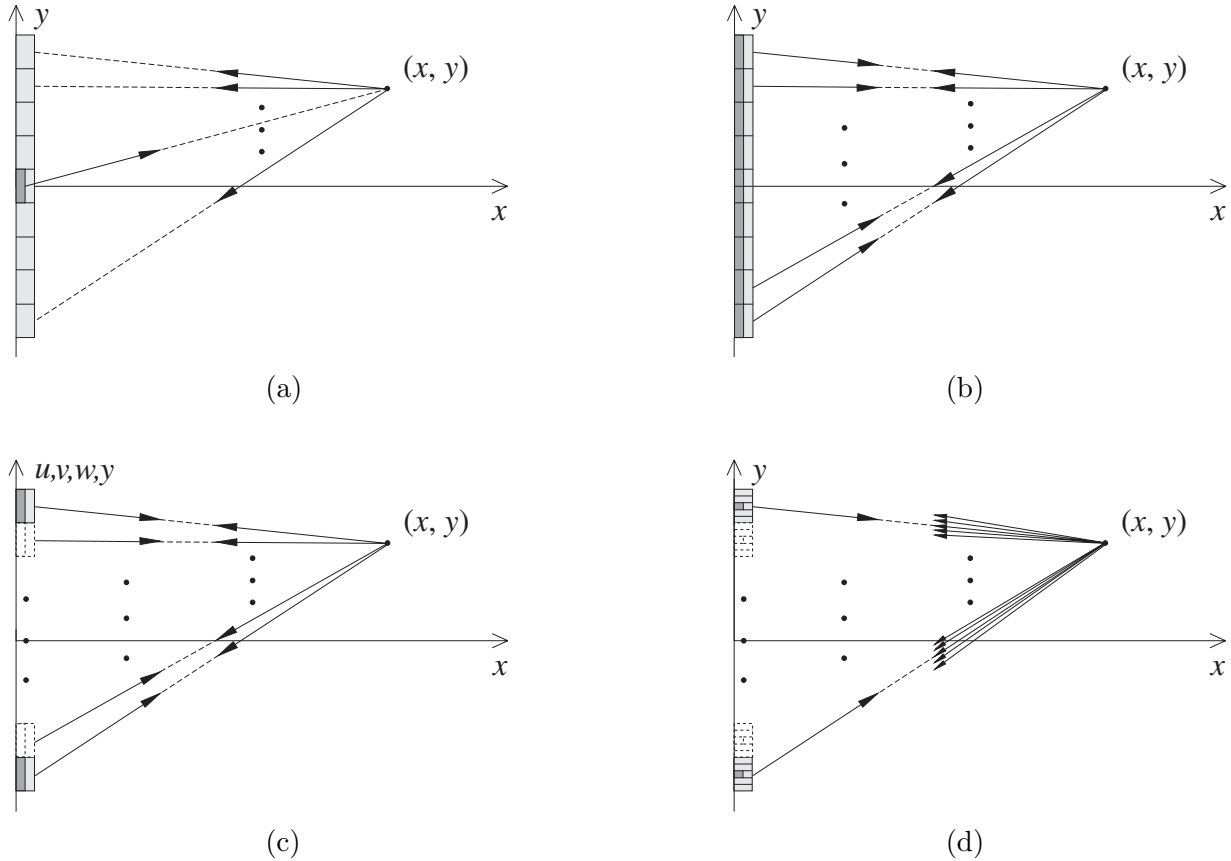 y
(x, y)
x
(a)
y
(x, y)
x
(b)
u,v,w,y
(x, y)
x
(c)
y
(x, y)
x
(d)